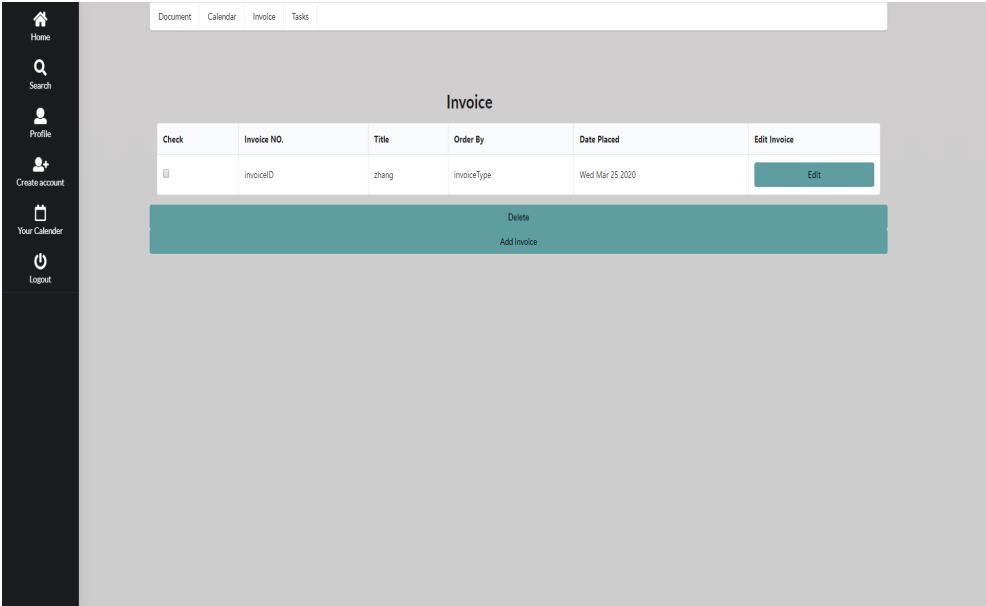 Home
Search
Profile
Create account
Your Calender
Logout
Document Calendar Invoice Tasks
Invoice
Check Invoice NO. Title Order By Date Placed Edit Invoice
invoiceID zhang invoiceType Wed Mar 25 2020 Edit
Delete
Add Invoice